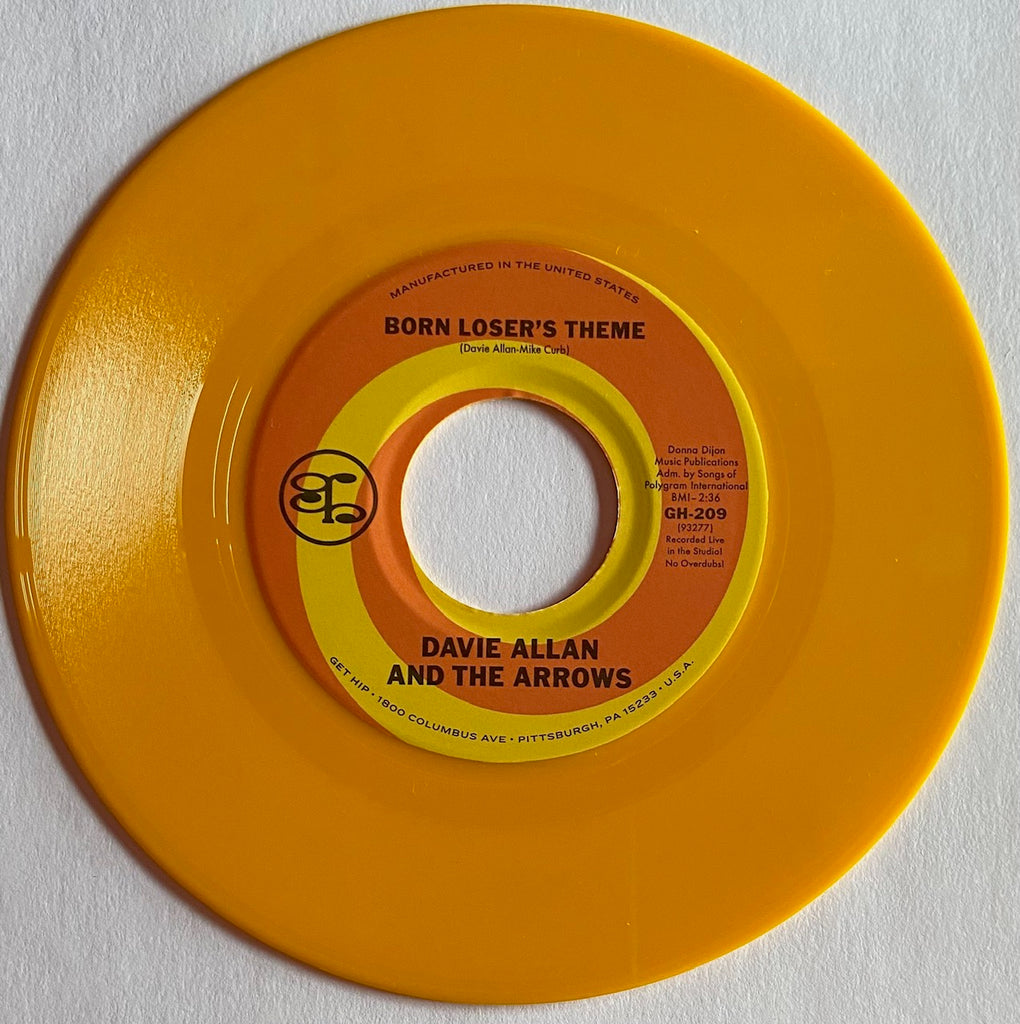 MANUFACTURED IN THE UNITED STATES
BORN LOSER'S THEME
(Davie Allan-Mike Curb)
Donna Dijon
Music Publications
Adm. by Songs of
Polygram International
BMI-2:36
GH-209
(93277)
Recorded Live
in the Studio!
No Overdubs!
DAVIE ALLAN
AND THE ARROWS
GET HIP • 1800 COLUMBUS AVE • PITTSBURGH, PA 15233 • U.S.A.